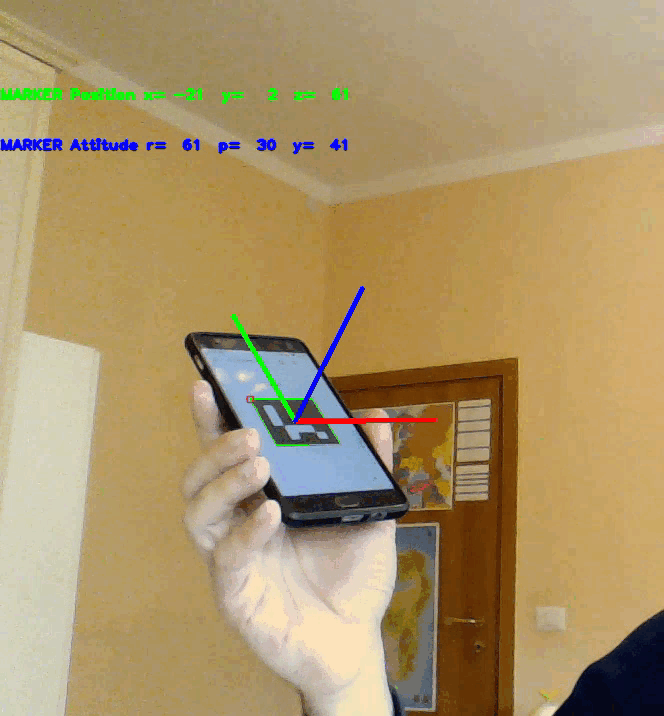 MARKER Position x= -21 y= 2 z= 61
MARKER Attitude r= 61 p= 30 y= 41